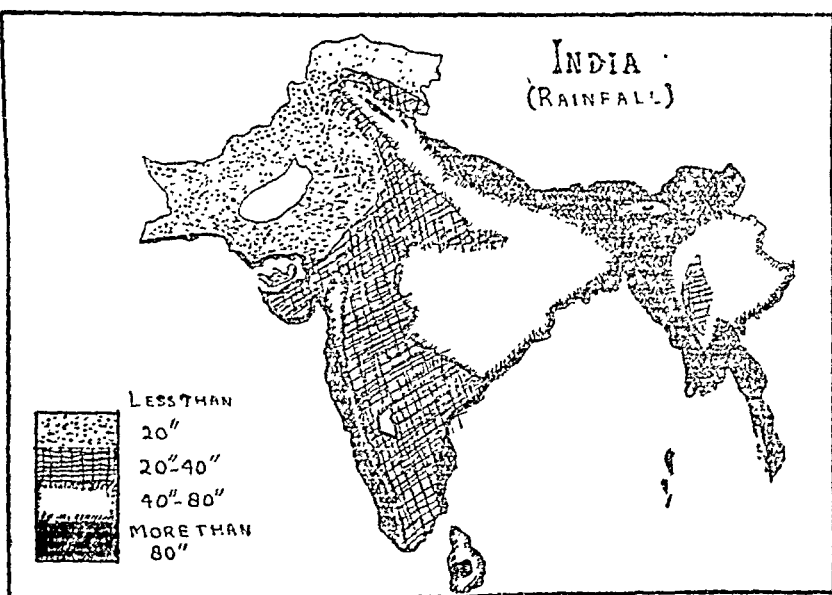 INDIA
(RAINFALL)
LESS THAN
20"
20"-40"
40"-80"
MORE THAN
80"